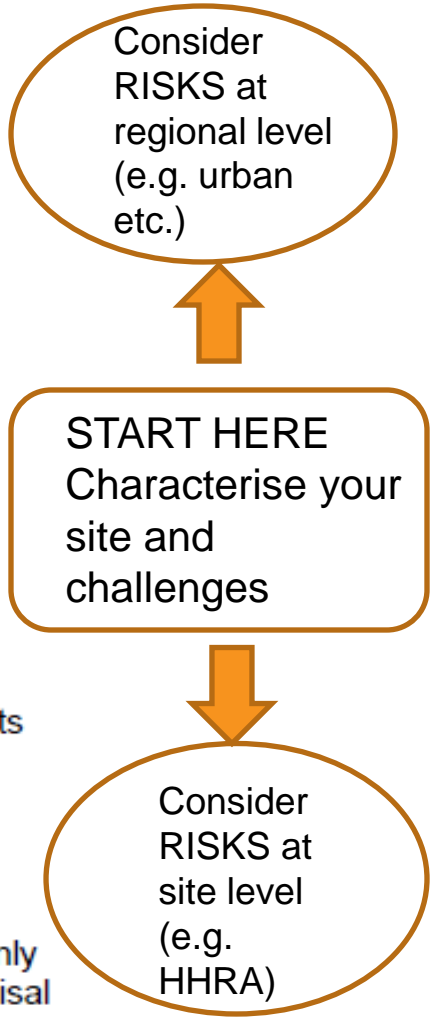 Consider
RISKS at
regional level
(e.g. urban
etc.)
START HERE
Characterise your
site and
challenges
Consider
RISKS at
site level
(e.g.
HHRA)